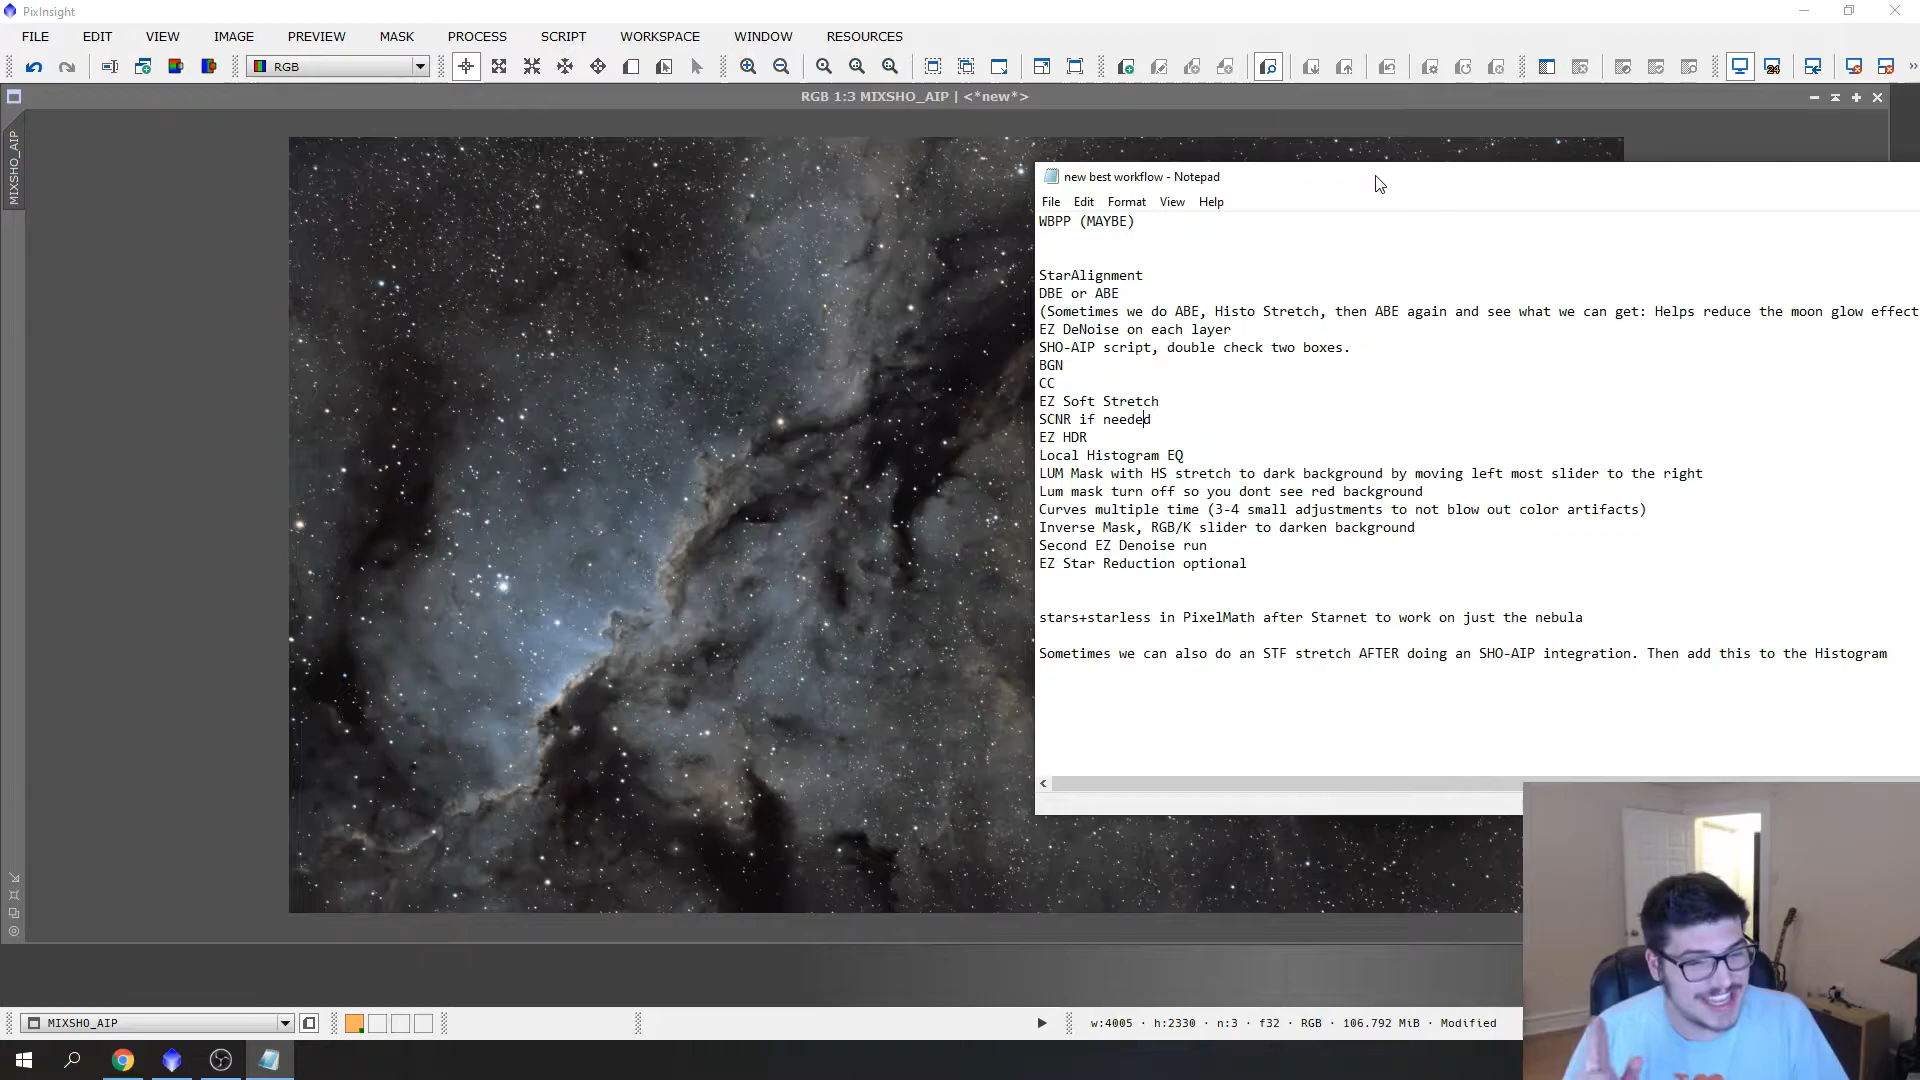 PixInsight
FILE EDIT VIEW IMAGE PREVIEW MASK PROCESS SCRIPT WORKSPACE WINDOW RESOURCES
RGB
RGB 1:3 MIXSHO_AIP | <*new*>
MIXSHO_AIP
new best workflow - Notepad
File Edit Format View Help
WBPP (MAYBE)
StarAlignment
DBE or ABE
(Sometimes we do ABE, Histo Stretch, then ABE again and see what we can get: Helps reduces the moon glow effect
EZ DeNoise on each layer
SHO-AIP script, double check two boxes.
BGN
CC
EZ Soft Stretch
SCNR if needed
EZ HDR
Local Histogram EQ
LUM Mask with HS stretch to dark background by moving left most slider to the right
Lum mask turn off so you dont see red background
Curves multiple time (3-4 small adjustments to not blow out color artifacts)
Inverse Mask, RGB/K slider to darken background
Second EZ Denoise run
EZ Star Reduction optional
stars+starless in PixelMath after Starnet to work on just the nebula
Sometimes we can also do an STF stretch AFTER doing an SHO-AIP integration. Then add this to the Histogram
MIXSHO_AIP
w:4005 · h:2330 · n:3 · f32 · RGB · 106.792 MiB · Modified